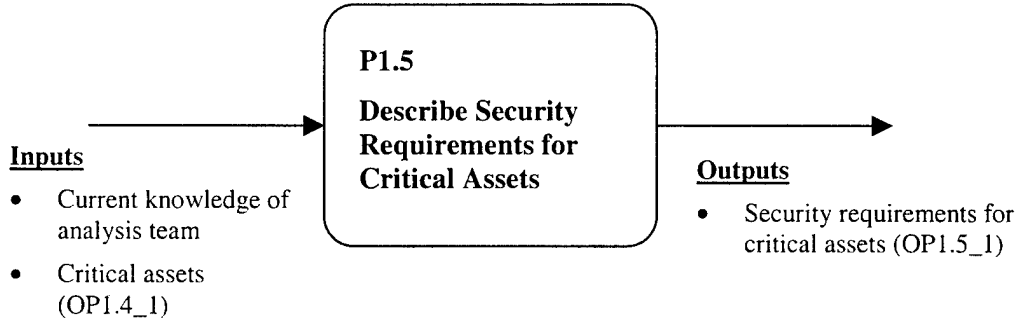 P1.5
Describe Security
Requirements for
Critical Assets
Inputs
• Current knowledge of
analysis team
• Critical assets
(OP1.4_1)
Outputs
• Security requirements for
critical assets (OP1.5_1)